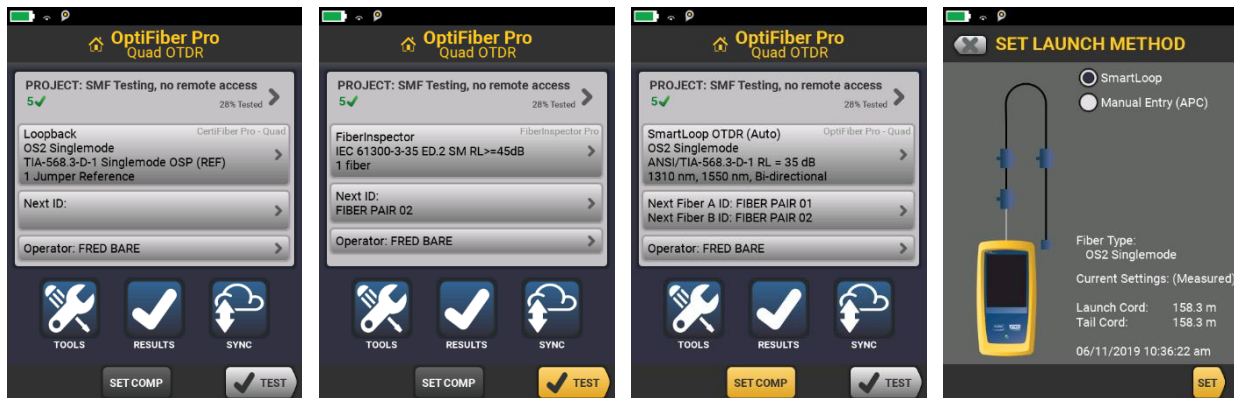 OptiFiber Pro
Quad OTDR
PROJECT: SMF Testing, no remote access
5
28% Tested
Loopback
CertiFiber Pro - Quad
OS2 Singlemode
TIA-568.3-D-1 Singlemode OSP (REF)
1 Jumper Reference
Next ID:
Operator: FRED BARE
TOOLS
RESULTS
SYNC
SET COMP
TEST
OptiFiber Pro
Quad OTDR
PROJECT: SMF Testing, no remote access
5
28% Tested
FiberInspector
FiberInspector Pro
IEC 61300-3-35 ED.2 SM RL>=45dB
1 fiber
Next ID:
FIBER PAIR 02
Operator: FRED BARE
TOOLS
RESULTS
SYNC
SET COMP
TEST
OptiFiber Pro
Quad OTDR
PROJECT: SMF Testing, no remote access
5
28% Tested
SmartLoop OTDR (Auto)
OptiFiber Pro - Quad
OS2 Singlemode
ANSI/TIA-568.3-D-1 RL = 35 dB
1310 nm, 1550 nm, Bi-directional
Next Fiber A ID: FIBER PAIR 01
Next Fiber B ID: FIBER PAIR 02
Operator: FRED BARE
TOOLS
RESULTS
SYNC
SET COMP
TEST
SET LAUNCH METHOD
SmartLoop
Manual Entry (APC)
Fiber Type:
OS2 Singlemode
Current Settings: (Measured)
Launch Cord: 158.3 m
Tail Cord: 158.3 m
06/11/2019 10:36:22 am
SET